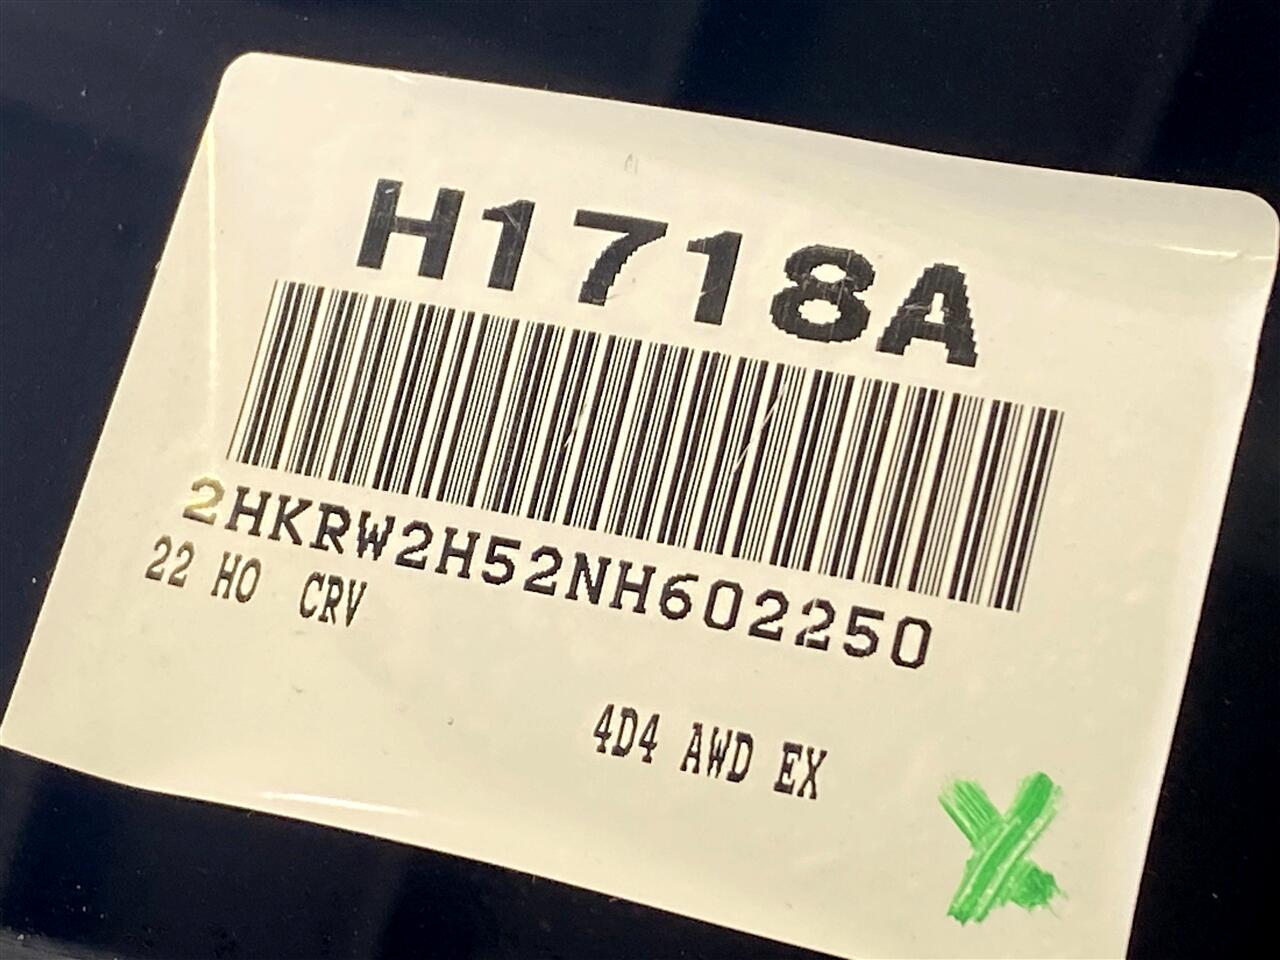 H1718A
2HKRW2H52NH602250
22 HO CRV
4D4 AWD EX
X